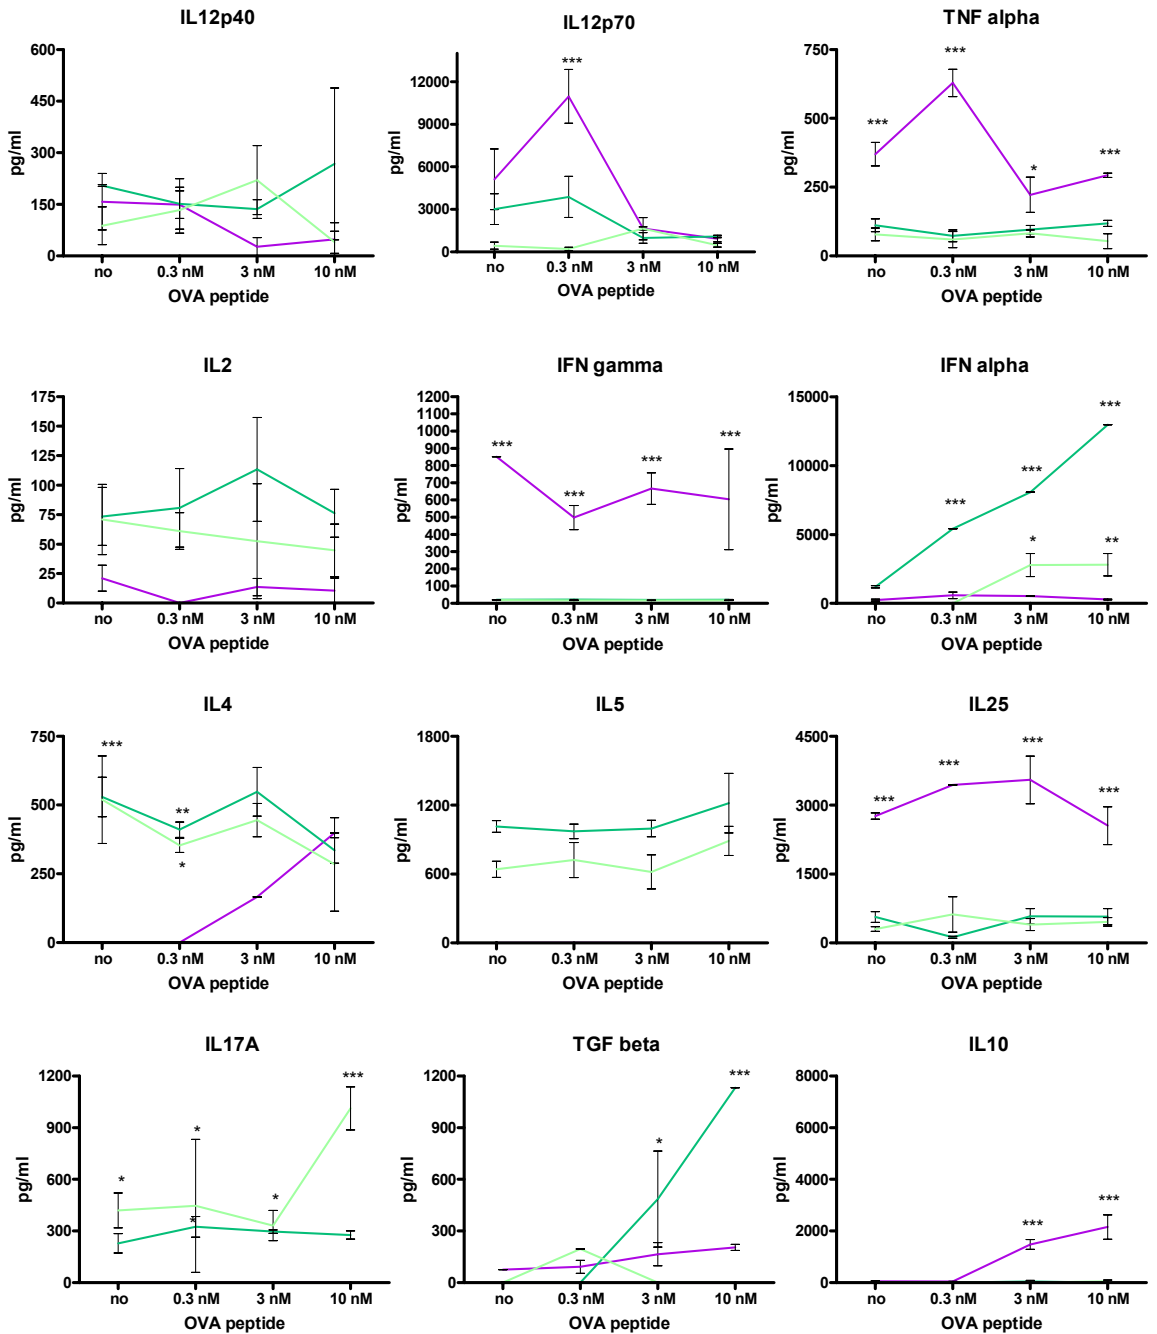 IL12p40
600
450
300
150
0
pg/ml
no 0.3 nM 3 nM 10 nM
OVA peptide
IL12p70
12000
9000
6000
3000
0
pg/ml
***
no 0.3 nM 3 nM 10 nM
OVA peptide
TNF alpha
750
500
250
0
pg/ml
*** *** * ***
no 0.3 nM 3 nM 10 nM
OVA peptide
IL2
175
150
125
100
75
50
25
0
pg/ml
no 0.3 nM 3 nM 10 nM
OVA peptide
IFN gamma
1200
1100
1000
900
800
700
600
500
400
300
200
100
0
pg/ml
*** *** *** ***
no 0.3 nM 3 nM 10 nM
OVA peptide
IFN alpha
15000
10000
5000
0
pg/ml
*** *** ***
* **
no 0.3 nM 3 nM 10 nM
OVA peptide
IL4
750
500
250
0
pg/ml
*** **
*
no 0.3 nM 3 nM 10 nM
OVA peptide
IL5
1800
1200
600
0
pg/ml
no 0.3 nM 3 nM 10 nM
OVA peptide
IL25
4500
3000
1500
0
pg/ml
*** *** *** ***
no 0.3 nM 3 nM 10 nM
OVA peptide
IL17A
1200
900
600
300
0
pg/ml
* * * ***
*
no 0.3 nM 3 nM 10 nM
OVA peptide
TGF beta
1200
900
600
300
0
pg/ml
* ***
no 0.3 nM 3 nM 10 nM
OVA peptide
IL10
8000
6000
4000
2000
0
pg/ml
*** ***
no 0.3 nM 3 nM 10 nM
OVA peptide